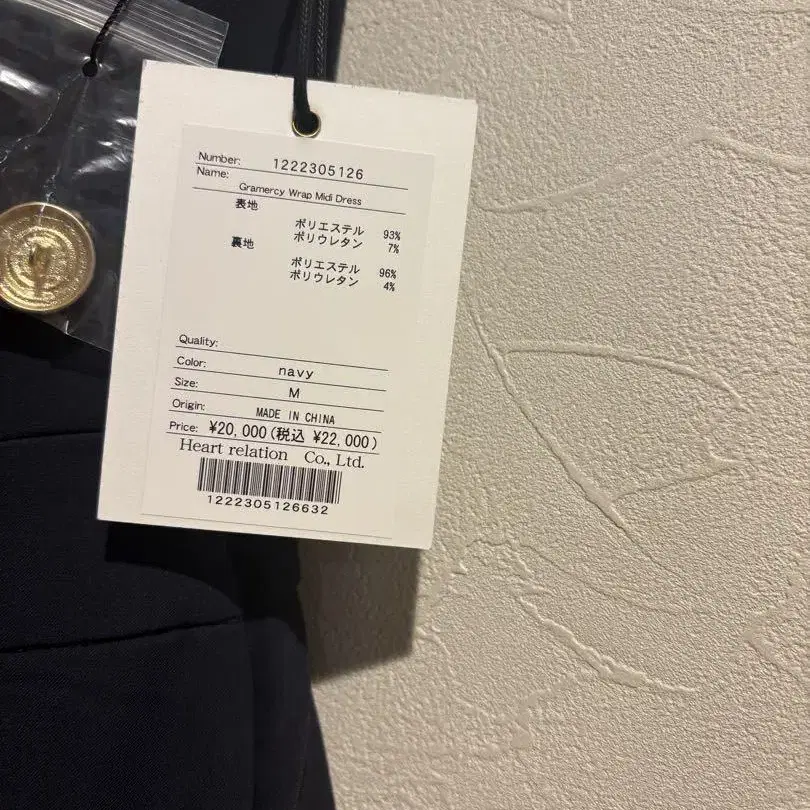 Number: 1222305126
Name:
Gramercy Wrap Midi Dress
表地
ポリエステル 93%
ポリウレタン 7%
裏地
ポリエステル 96%
ポリウレタン 4%
Quality:
Color: navy
Size: M
Origin: MADE IN CHINA
Price: ¥20,000(税込 ¥22,000)
Heart relation Co., Ltd.
1222305126632